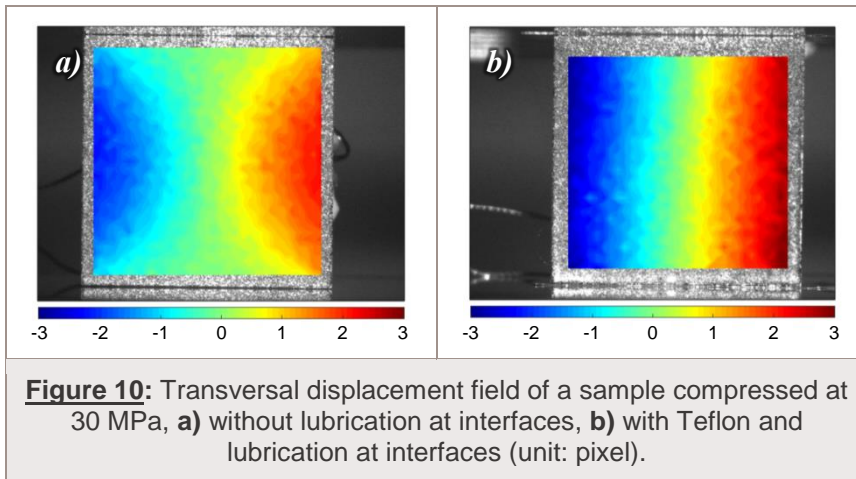 a)
b)
-3 -2 -1 0 1 2 3
-3 -2 -1 0 1 2 3
Figure 10: Transversal displacement field of a sample compressed at
30 MPa, a) without lubrication at interfaces, b) with Teflon and
lubrication at interfaces (unit: pixel).